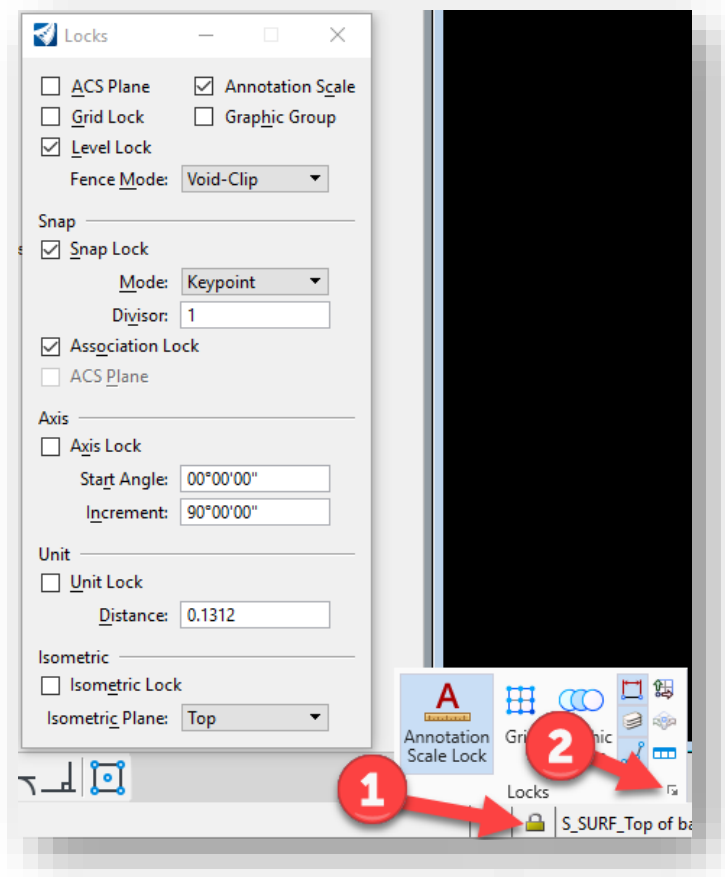 Locks
ACS Plane Annotation Scale
Grid Lock Graphic Group
Level Lock
Fence Mode: Void-Clip
Snap
Snap Lock
Mode: Keypoint
Divisor: 1
Association Lock
ACS Plane
Axis
Axis Lock
Start Angle: 00°00'00"
Increment: 90°00'00"
Unit
Unit Lock
Distance: 0.1312
Isometric
Isometric Lock
Isometric Plane: Top
A
Annotation
Scale Lock
2
1
Locks
S_SURF_Top of ba